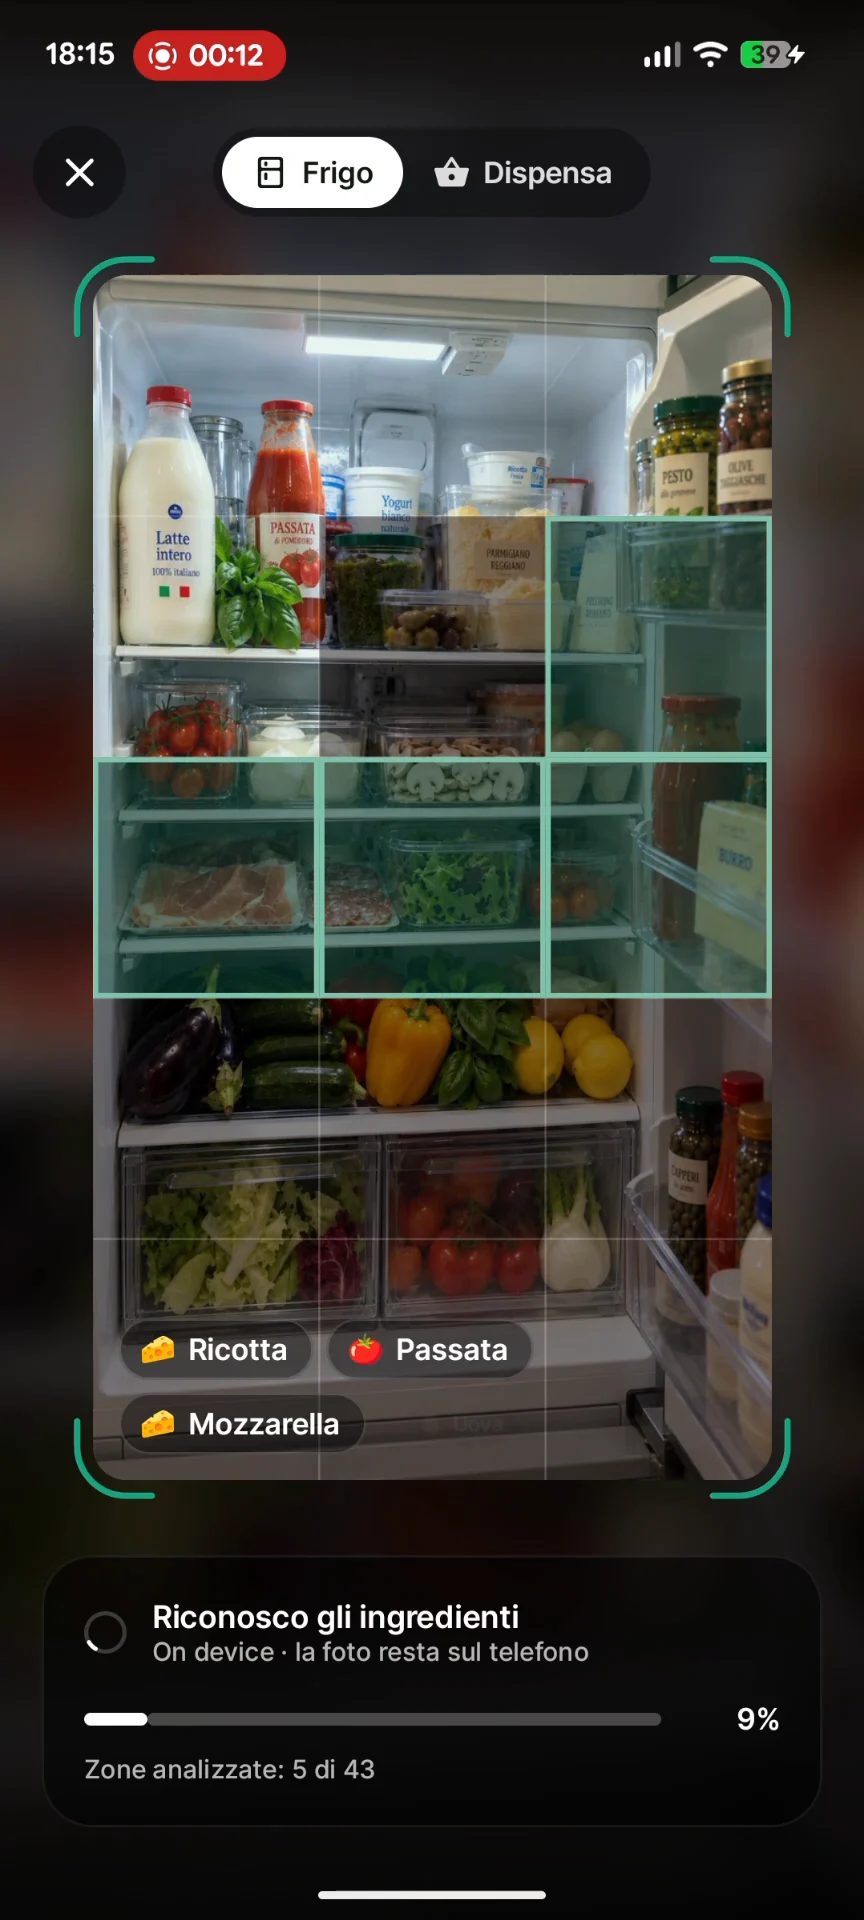 18:15
00:12
39
Frigo
Dispensa
Latte
intero
100% italiano
PASSATA
di POMODORO
Yogurt
bianco
naturale
Ricotta
PARMIGIANO
REGGIANO
PESTO
alla genovese
OLIVE
TAGGIASCHE
BURRO
CAPPERI
Ricotta
Passata
Mozzarella
Uova
Riconosco gli ingredienti
On device · la foto resta sul telefono
9%
Zone analizzate: 5 di 43